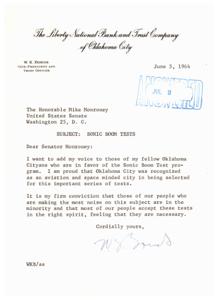 The Liberty National Bank and Trust Company
of Oklahoma City
VICE-PRESIDENT AND
TRUST OFFICER
June 5, 1964
The Honorable Mike Monroney
United States Senate
Washington 25, D. C.
SUBJECT: SONIC BOOM TESTS
Dear Senator Monroney:
I want to add my voice to those of my fellow Oklahoma
Cityans who are in favor of the Sonic Boom Test pro-
gram. I am proud that Oklahoma City was recognized
as an aviation and space minded city in being selected
for this important series of tests.
It is my firm conviction that those of our people who
are making the most noise on this subject are in the
minority and that most of our people accept these tests
in the right spirit, feeling that they are necessary.
Cordially yours,